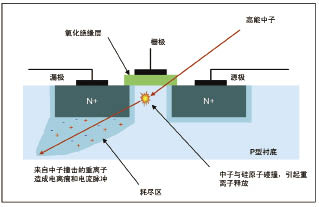 高能中子
氧化绝缘层
栅极
漏极
源极
N+
N+
P型衬底
来自中子撞击的重离子
造成电离痕和电流脉冲
中子与硅原子碰撞，引起重
离子释放
耗尽区